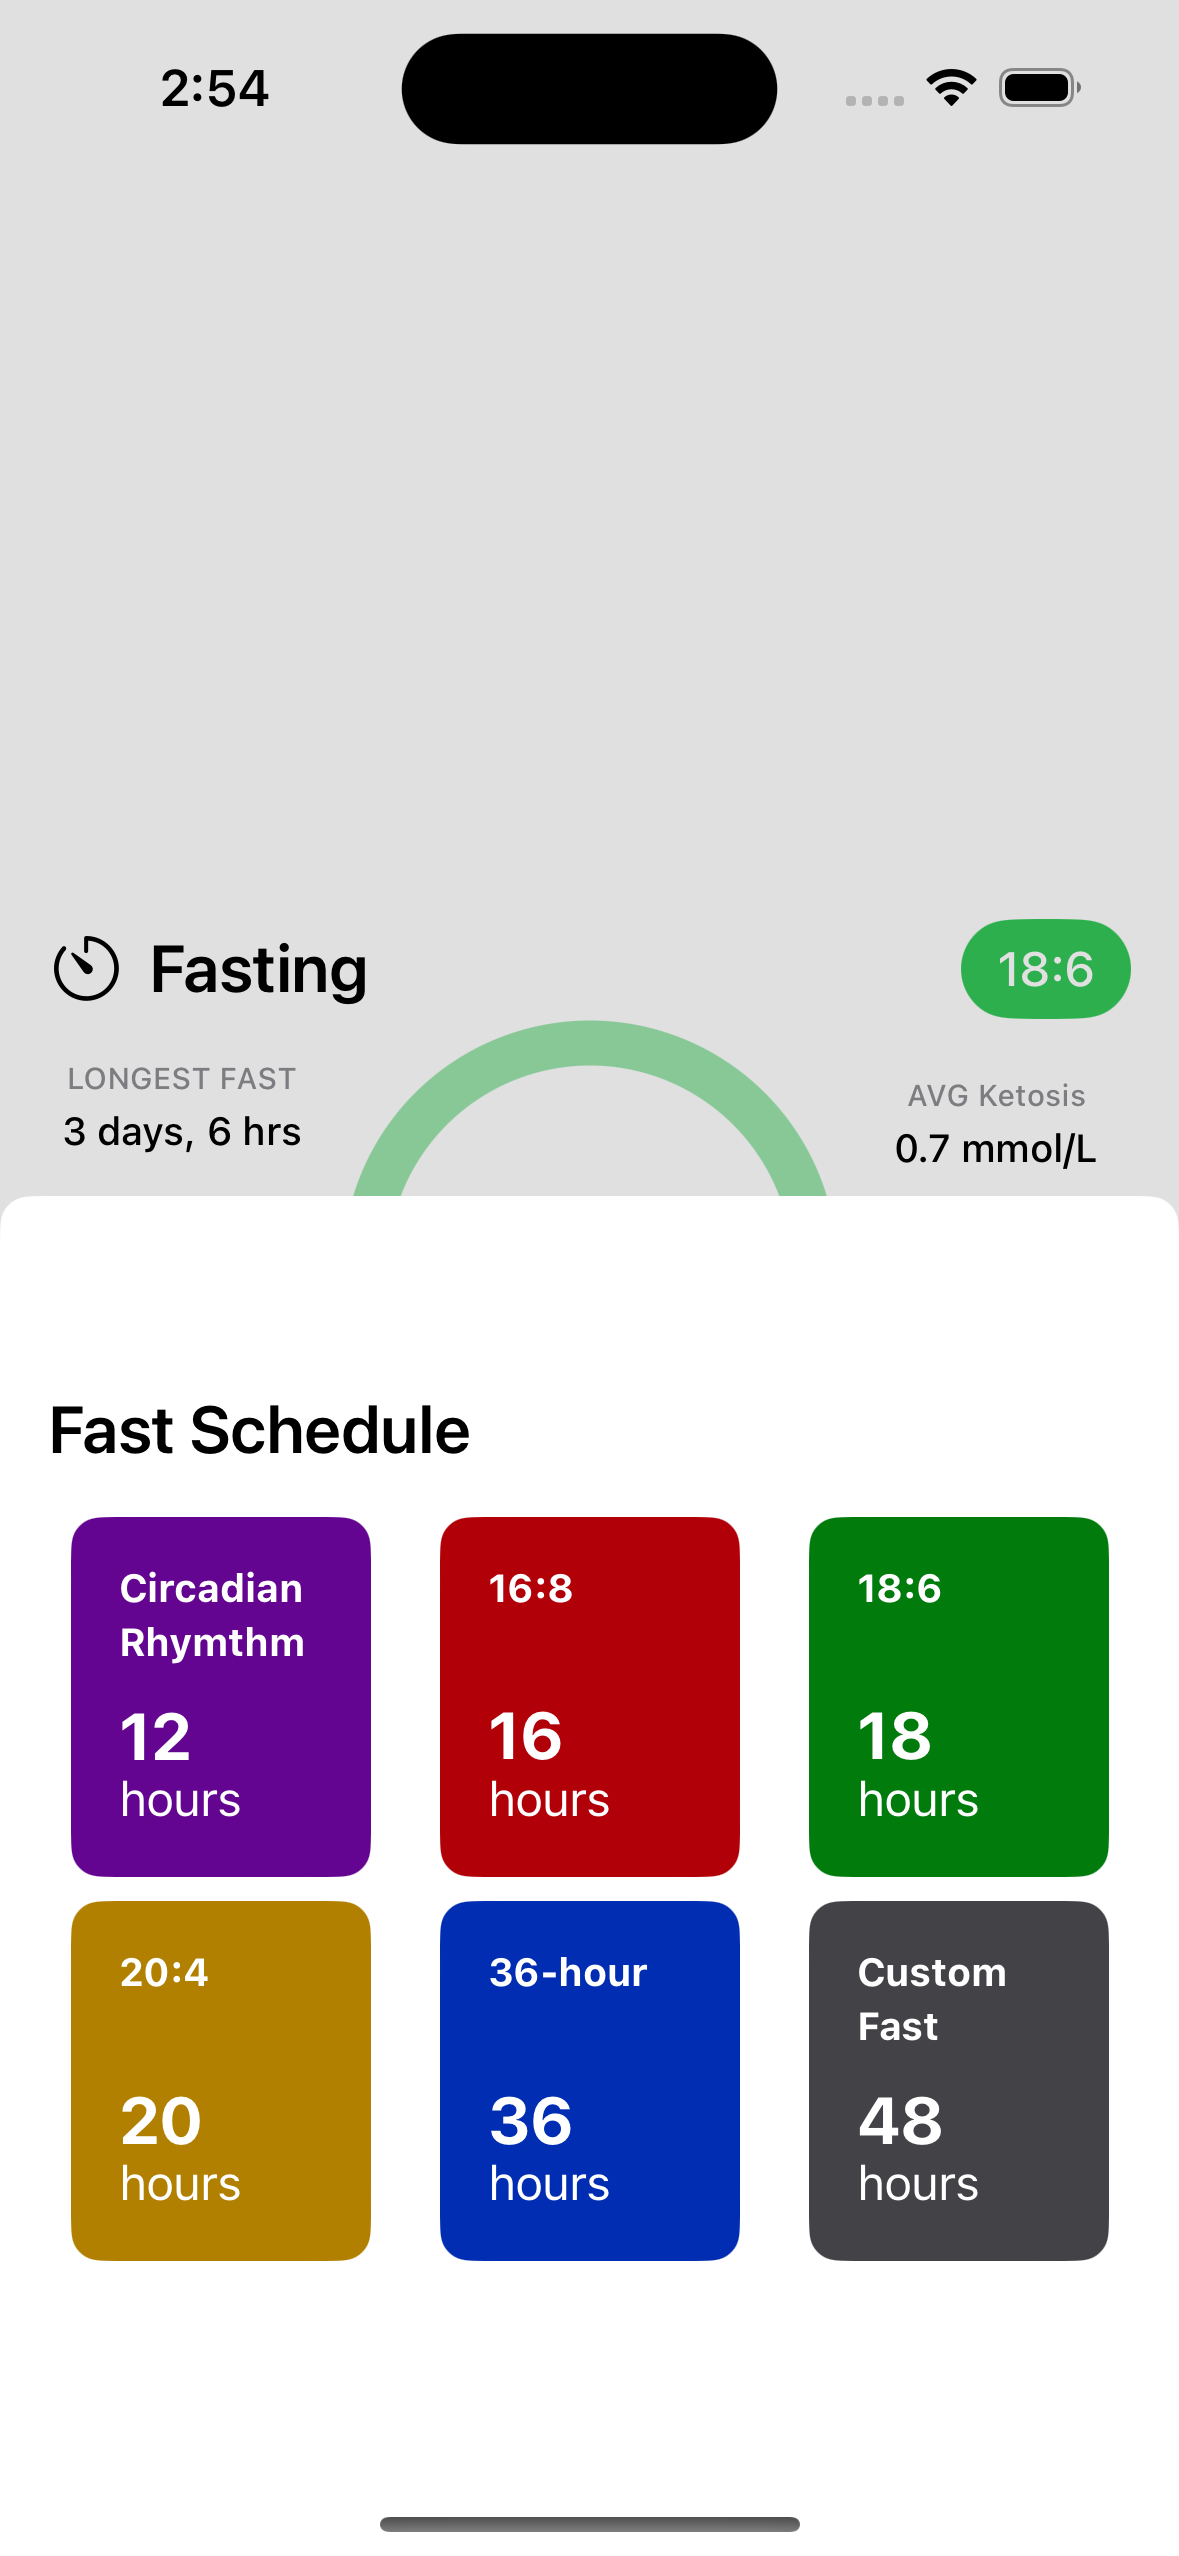 2:54
Fasting
18:6
LONGEST FAST
3 days, 6 hrs
AVG Ketosis
0.7 mmol/L
Fast Schedule
Circadian
Rhymthm
12
hours
16:8
16
hours
18:6
18
hours
20:4
20
hours
36-hour
36
hours
Custom
Fast
48
hours